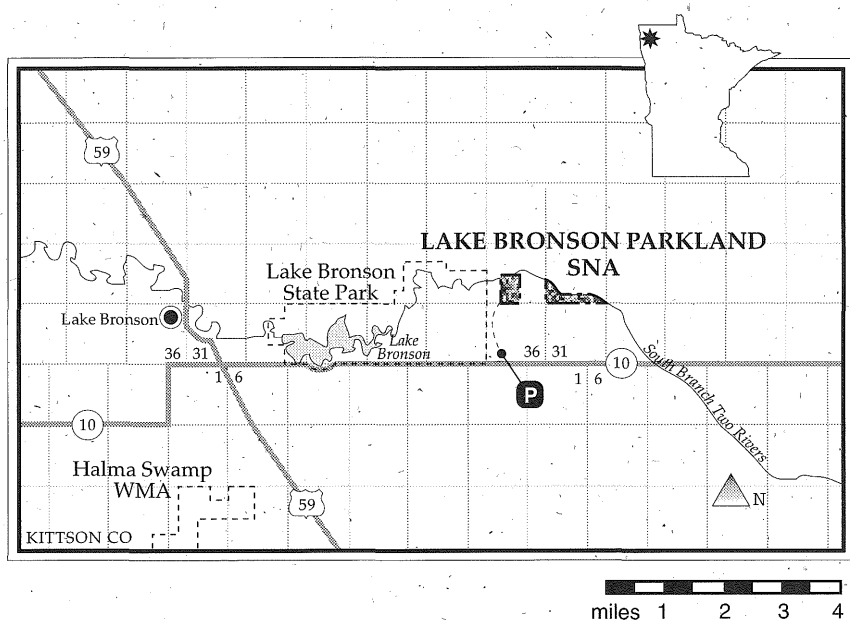 59
LAKE BRONSON PARKLAND
SNA
Lake Bronson
State Park
Lake Bronson
Lake
Bronson
36 31
1 6
36 31
1 6
10
P
South Branch Two Rivers
10
Halma Swamp
WMA
59
N
KITTSON CO
miles 1 2 3 4